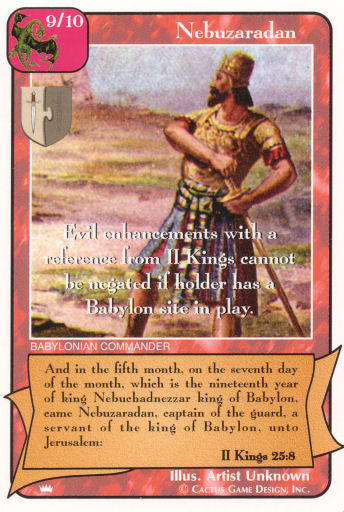 9/10
Nebuzaradan
Evil enhancements with a
reference from II Kings cannot
be negated if holder has a
Babylon site in play.
BABYLONIAN COMMANDER
And in the fifth month, on the seventh day
of the month, which is the nineteenth year
of king Nebuchadnezzar king of Babylon,
came Nebuzaradan, captain of the guard, a
servant of the king of Babylon, unto
Jerusalem:
II Kings 25:8
Illus. Artist Unknown
© CACTUS GAME DESIGN, INC.